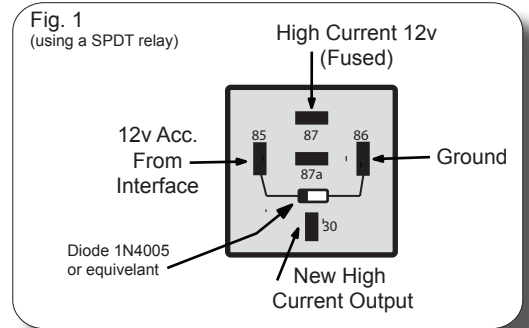 Fig. 1
(using a SPDT relay)
High Current 12v
(Fused)
12v Acc.
From
Interface
85
87
86
87a
Ground
30
Diode 1N4005
or equivelant
New High
Current Output